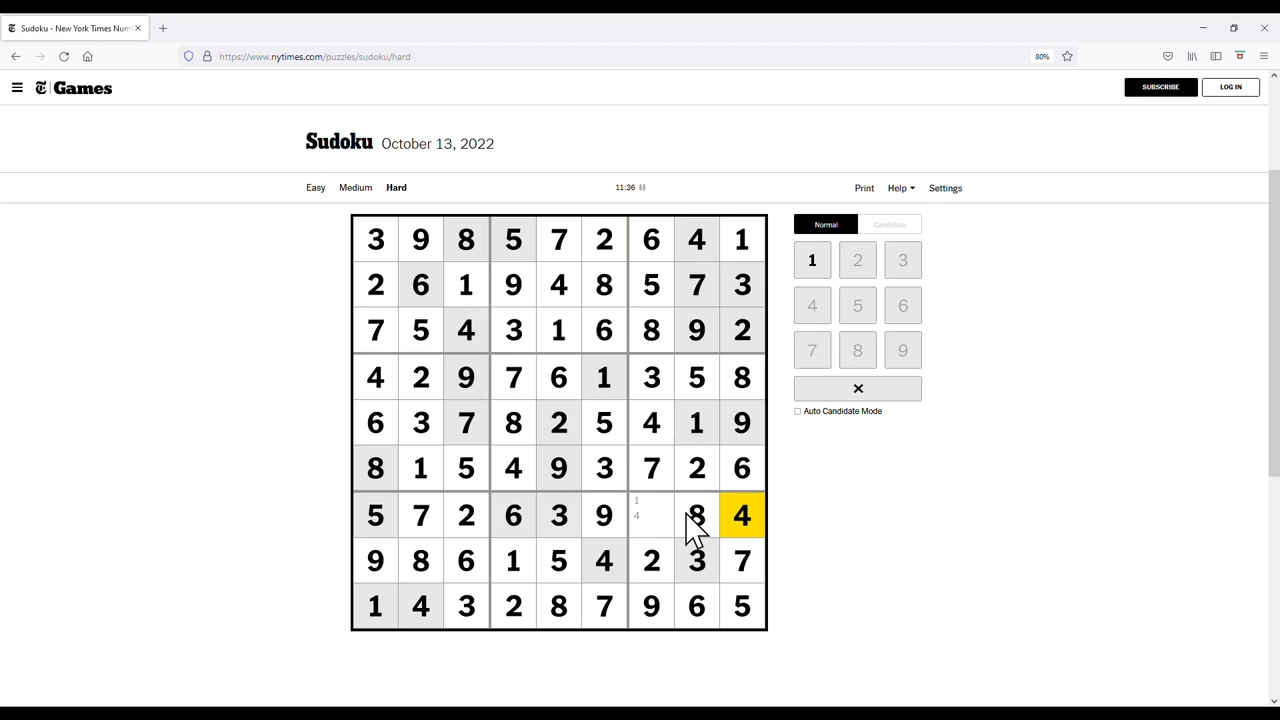 Sudoku - New York Times Num
https://www.nytimes.com/puzzles/sudoku/hard
80%
Games
SUBSCRIBE
LOG IN
Sudoku October 13, 2022
Easy Medium Hard 11:36 Print Help Settings
3 9 8 5 7 2 6 4 1
2 6 1 9 4 8 5 7 3
7 5 4 3 1 6 8 9 2
4 2 9 7 6 1 3 5 8
6 3 7 8 2 5 4 1 9
8 1 5 4 9 3 7 2 6
5 7 2 6 3 9 1 4 8 4
9 8 6 1 5 4 2 3 7
1 4 3 2 8 7 9 6 5
Normal Candidate
1 2 3
4 5 6
7 8 9
Auto Candidate Mode